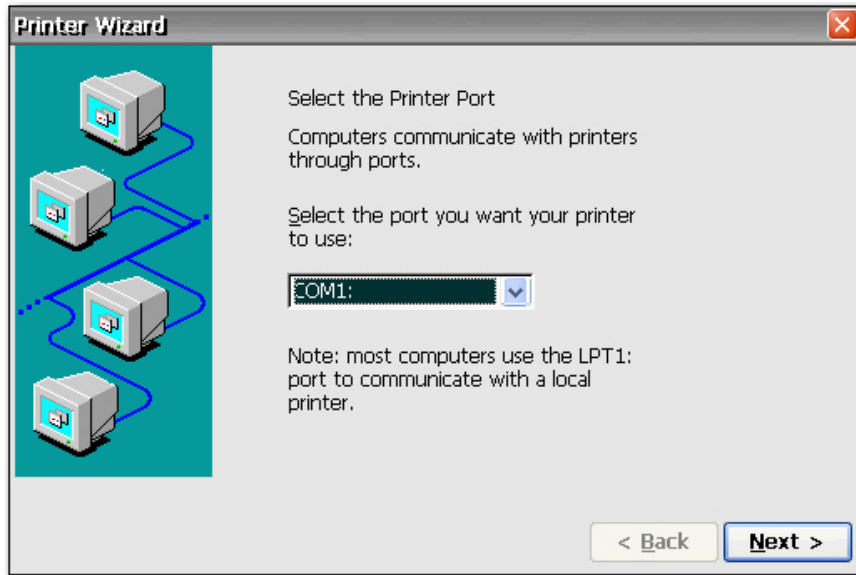 Printer Wizard
Select the Printer Port
Computers communicate with printers
through ports.
Select the port you want your printer
to use:
COM1:
Note: most computers use the LPT1:
port to communicate with a local
printer.
< Back
Next >